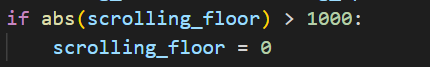 if abs(scrolling_floor) > 1000:
    scrolling_floor = 0